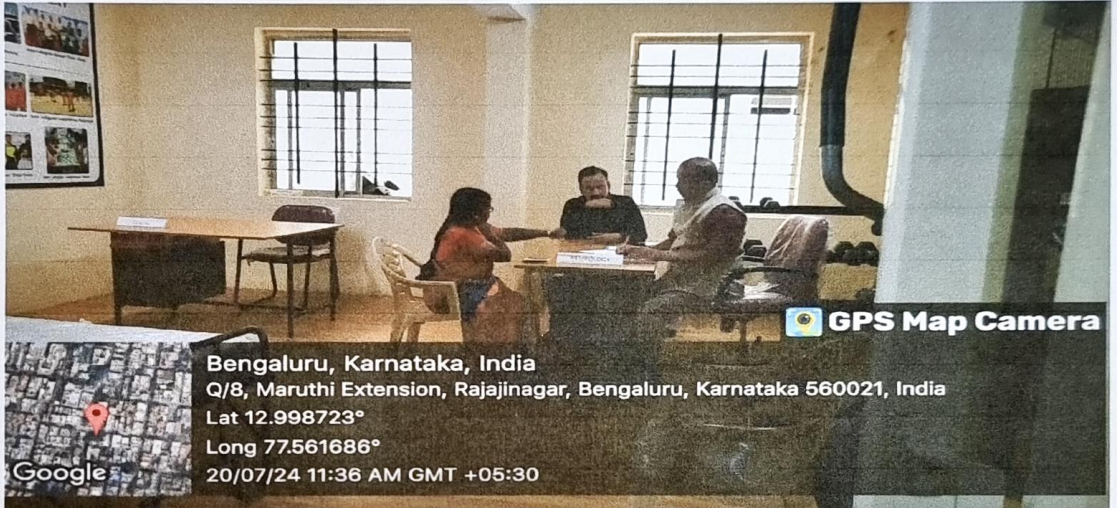 GPS Map Camera
Bengaluru, Karnataka, India
Q/8, Maruthi Extension, Rajajinagar, Bengaluru, Karnataka 560021, India
Lat 12.998723°
Long 77.561686°
20/07/24 11:36 AM GMT +05:30
Google